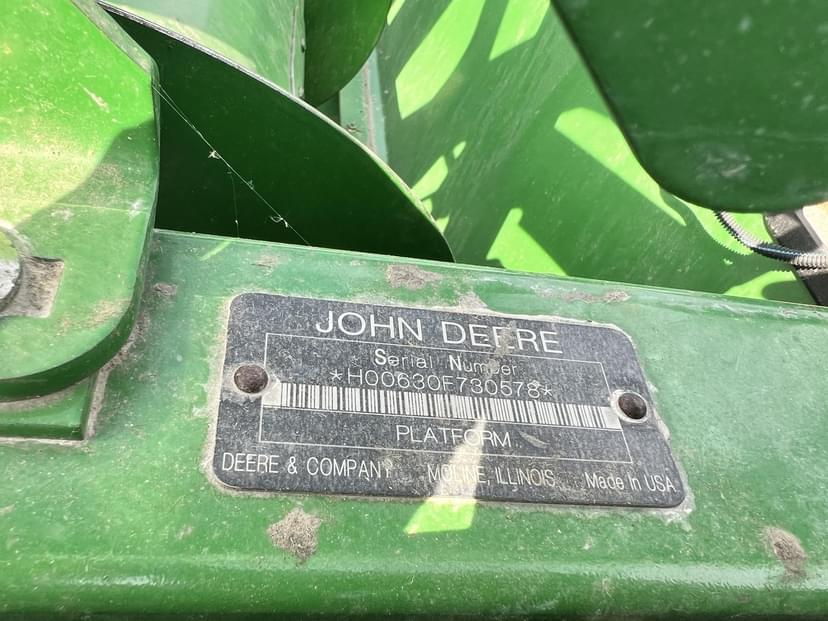 JOHN DEERE
Serial Number
*H00630F730578*
PLATFORM
DEERE & COMPANY MOLINE, ILLINOIS Made In USA